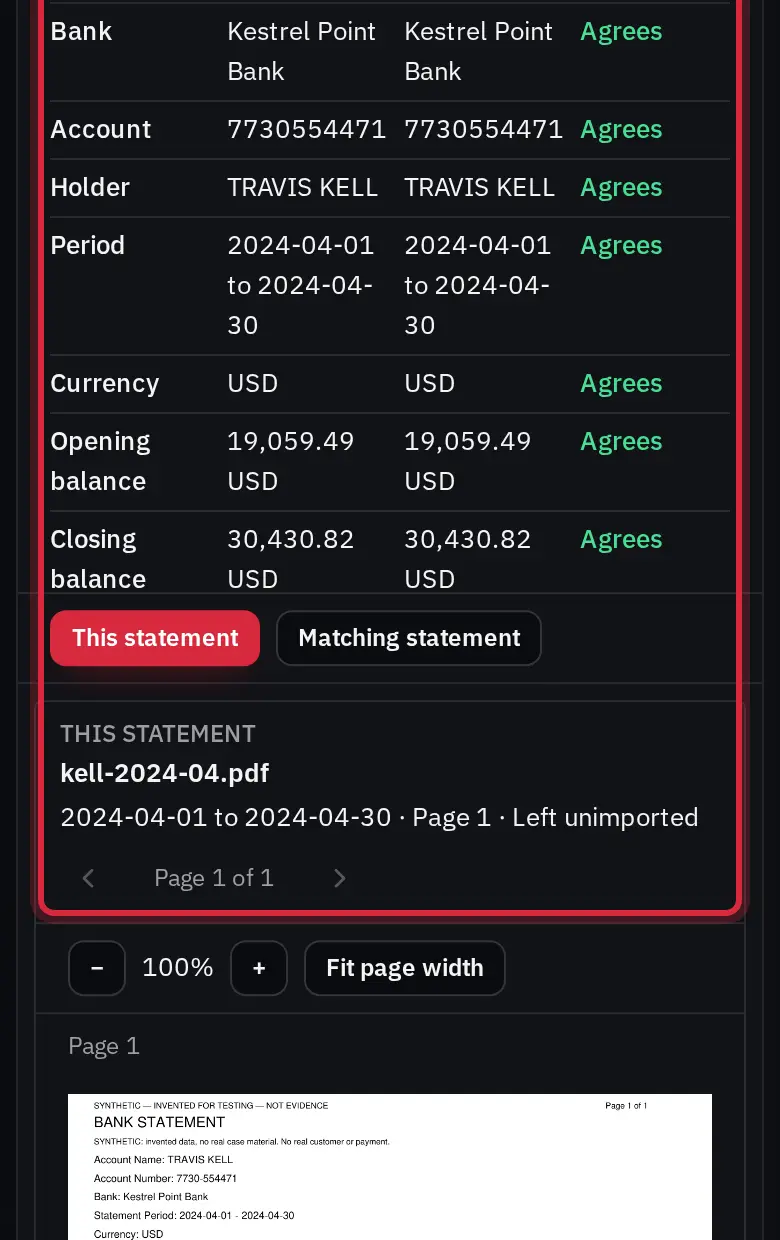 Bank Kestrel Point Kestrel Point Agrees
Bank Bank
Account 7730554471 7730554471 Agrees
Holder TRAVIS KELL TRAVIS KELL Agrees
Period 2024-04-01 2024-04-01 Agrees
to 2024-04- to 2024-04-
30 30
Currency USD USD Agrees
Opening 19,059.49 19,059.49 Agrees
balance USD USD
Closing 30,430.82 30,430.82 Agrees
balance USD USD
This statement Matching statement
THIS STATEMENT
kell-2024-04.pdf
2024-04-01 to 2024-04-30 · Page 1 · Left unimported
Page 1 of 1
− 100% + Fit page width
Page 1
SYNTHETIC — INVENTED FOR TESTING — NOT EVIDENCE Page 1 of 1
BANK STATEMENT
SYNTHETIC: invented data, no real case material. No real customer or payment.
Account Name: TRAVIS KELL
Account Number: 7730-554471
Bank: Kestrel Point Bank
Statement Period: 2024-04-01 - 2024-04-30
Currency: USD